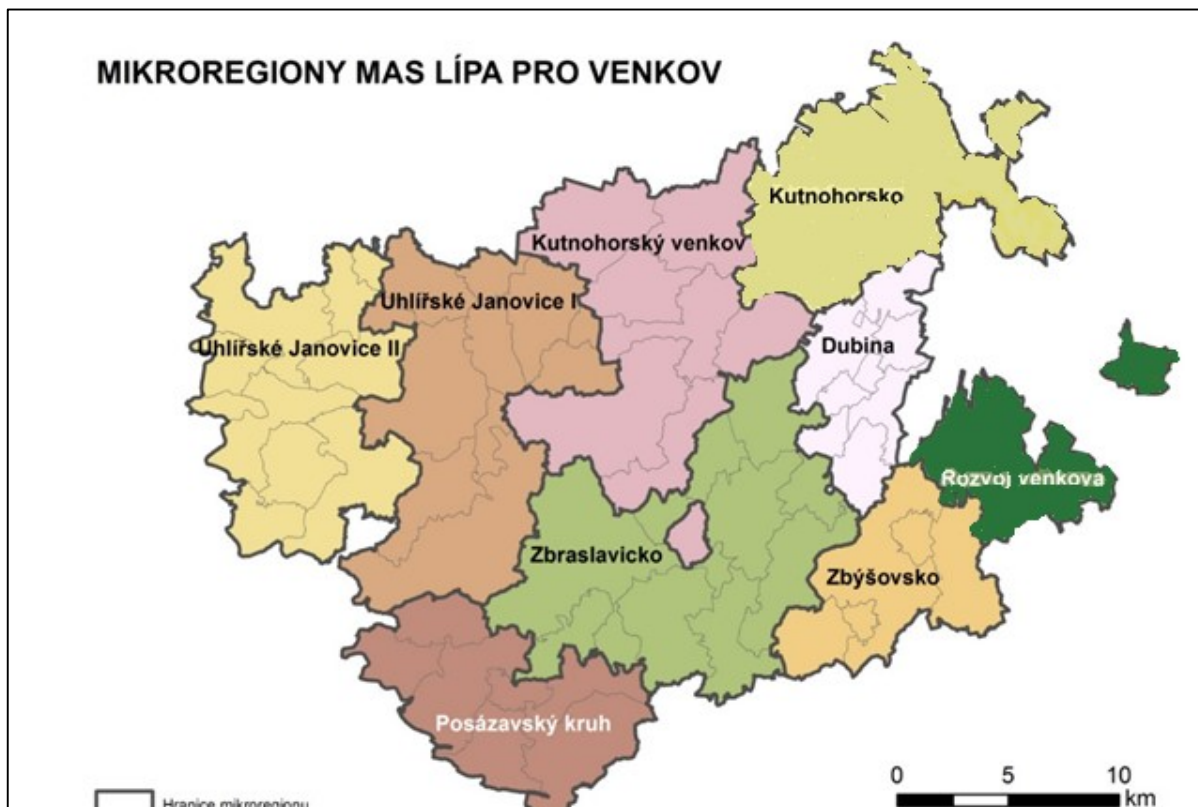 MIKROREGIONY MAS LÍPA PRO VENKOV
Kutnohorsko
Kutnohorský venkov
Uhlířské Janovice I
Uhlířské Janovice II
Dubina
Rozvoj venkova
Zbraslavicko
Zbýšovsko
Posázavský kruh
0 5 10
km
Hranice mikroregionu